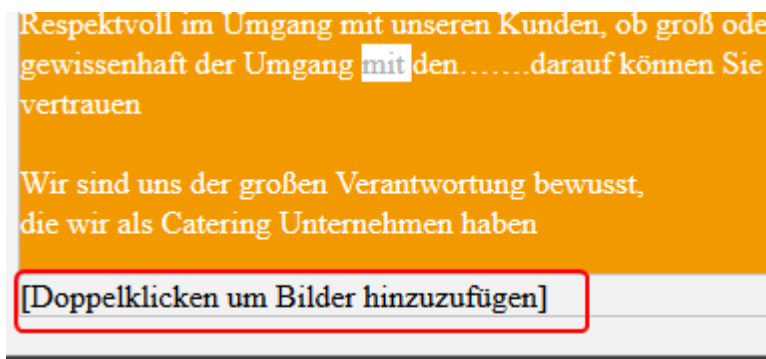 Respektvoll im Umgang mit unseren Kunden, ob groß ode
gewissenhaft der Umgang mit den.......darauf können Sie
vertrauen
Wir sind uns der großen Verantwortung bewusst,
die wir als Catering Unternehmen haben
[Doppelklicken um Bilder hinzuzufügen]